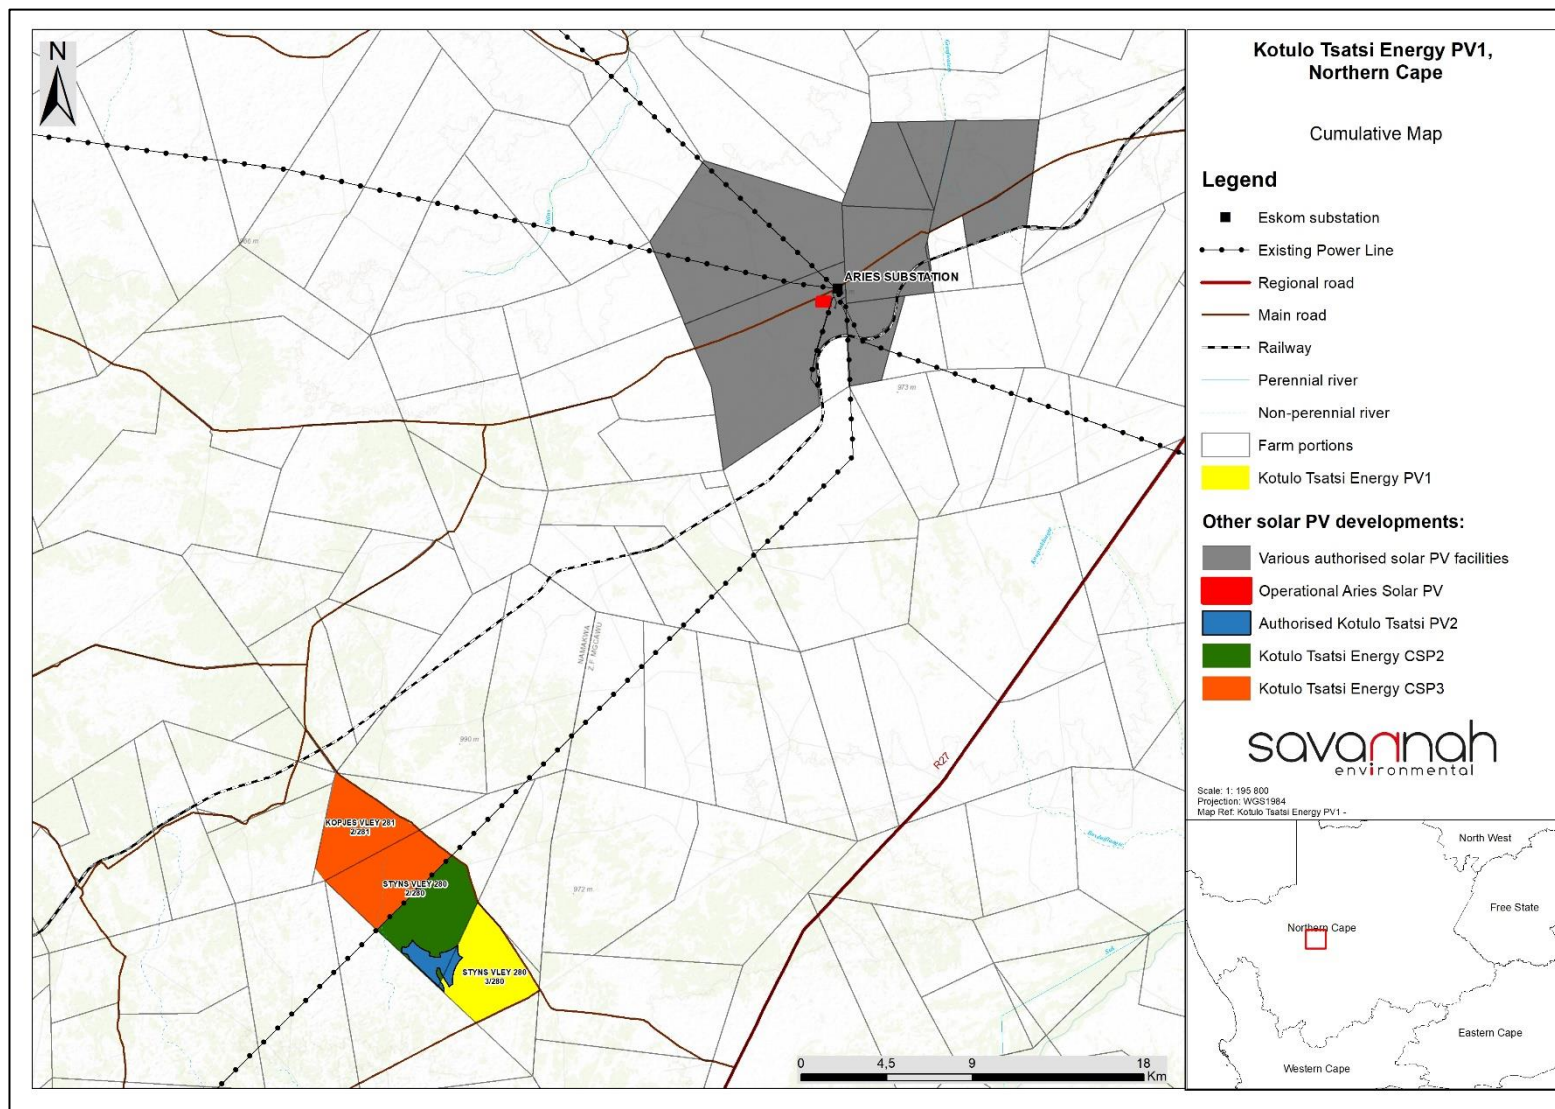 Kotulo Tsatsi Energy PV1,
Northern Cape
Cumulative Map
Legend
Eskom substation
Existing Power Line
Regional road
Main road
Railway
Perennial river
Non-perennial river
Farm portions
Kotulo Tsatsi Energy PV1
Other solar PV developments:
Various authorised solar PV facilities
Operational Aries Solar PV
Authorised Kotulo Tsatsi PV2
Kotulo Tsatsi Energy CSP2
Kotulo Tsatsi Energy CSP3
savannah
environmental
Scale: 1: 195 800
Projection: WGS1984
Map Ref: Kotulo Tsatsi Energy PV1 -
North West
Free State
Northern Cape
Eastern Cape
Western Cape
N
ARIES SUBSTATION
973 m
NAMAKWA
Z F MGCAWU
990 m
R27
KOPJES VLEY 281
2/281
STYNS VLEY 280
2/280
972 m
STYNS VLEY 280
3/280
0
4,5
9
18
Km